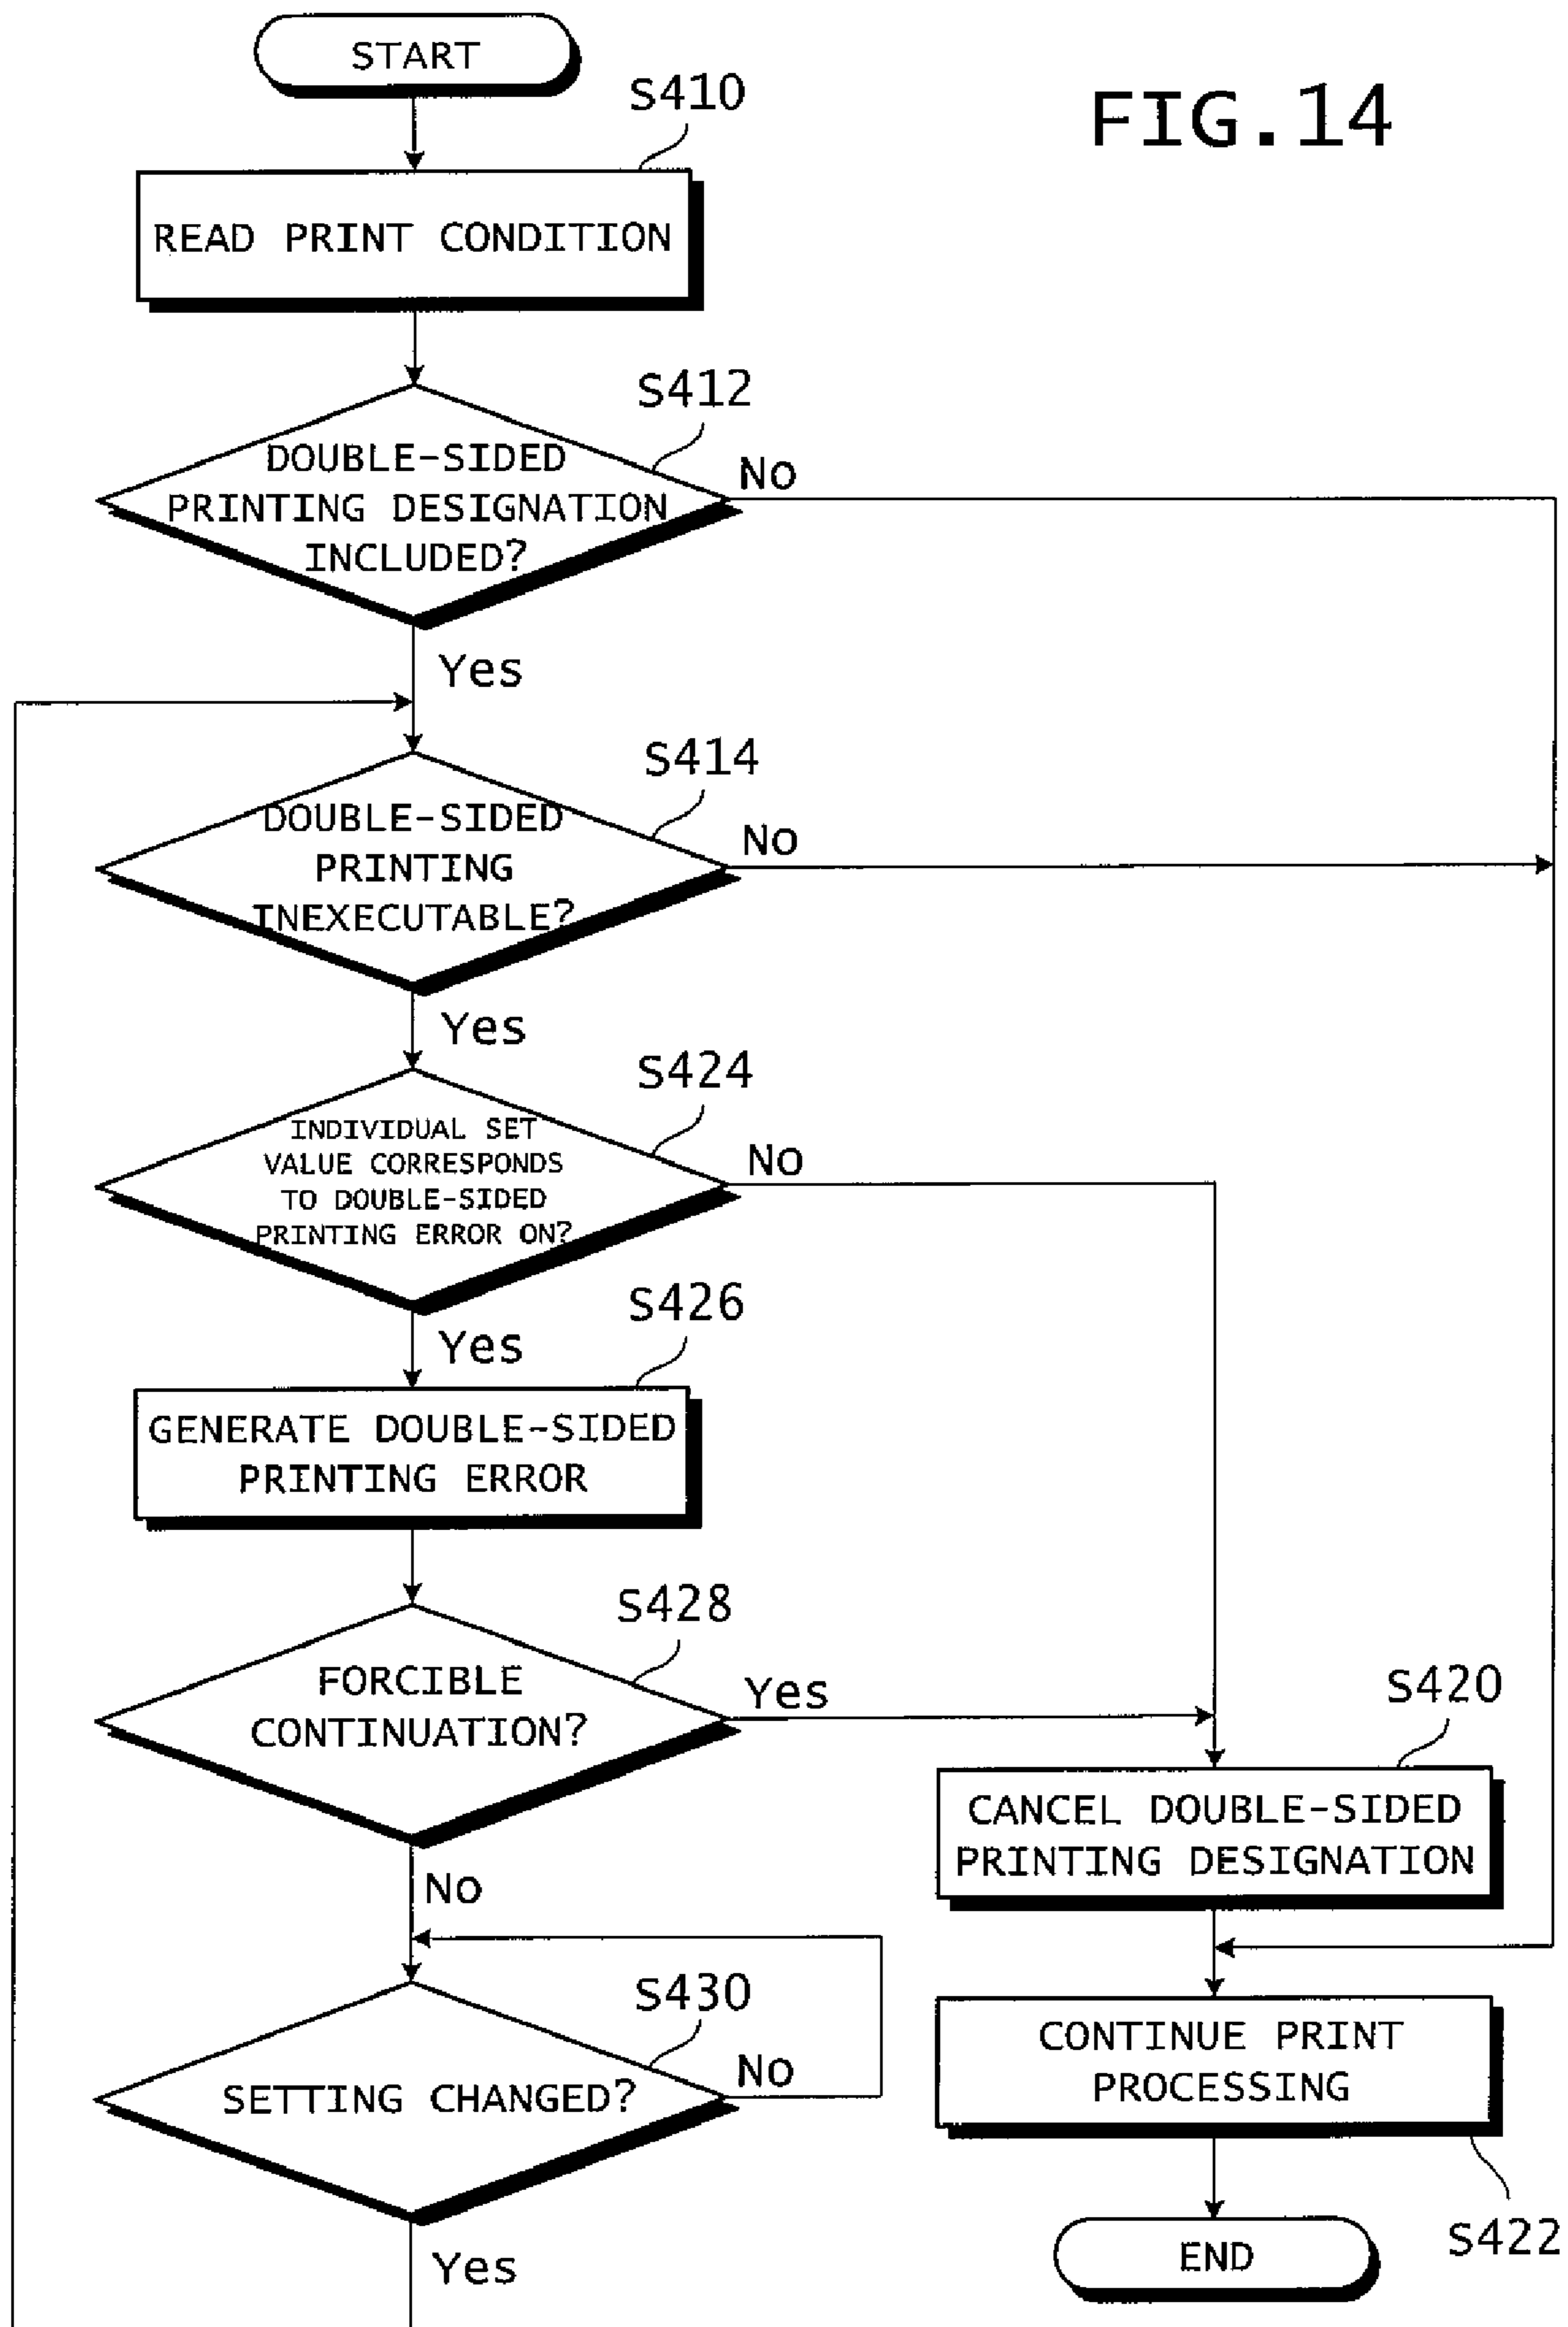 START
FIG.14
S410
READ PRINT CONDITION
S412
DOUBLE-SIDED
PRINTING DESIGNATION
INCLUDED?
No
Yes
S414
DOUBLE-SIDED
PRINTING
INEXECUTABLE?
No
Yes
S424
INDIVIDUAL SET
VALUE CORRESPONDS
TO DOUBLE-SIDED
PRINTING ERROR ON?
No
Yes
S426
GENERATE DOUBLE-SIDED
PRINTING ERROR
S428
FORCIBLE
CONTINUATION?
Yes
No
S420
CANCEL DOUBLE-SIDED
PRINTING DESIGNATION
S430
SETTING CHANGED?
No
Yes
CONTINUE PRINT
PROCESSING
S422
END